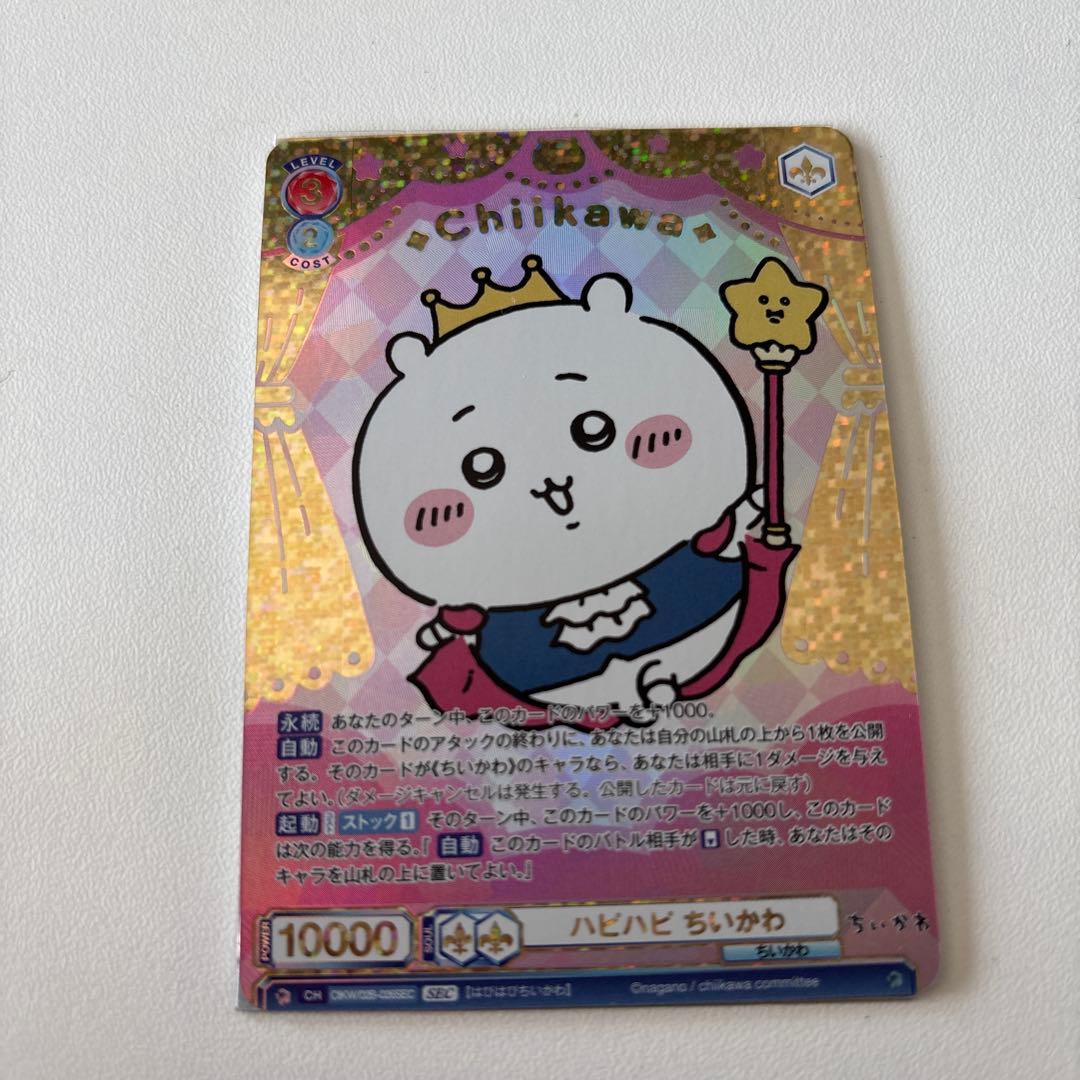 LEVEL
3
2
COST
Chiikawa
永続 あなたのターン中、このカードのパワーを＋1000。
自動 このカードのアタックの終わりに、あなたは自分の山札の上から1枚を公開
する。そのカードが《ちいかわ》のキャラなら、あなたは相手に1ダメージを与え
てよい。（ダメージキャンセルは発生する。公開したカードは元に戻す）
起動 コスト ストック1 そのターン中、このカードのパワーを＋1000し、このカード
は次の能力を得る。「 自動 このカードのバトル相手が した時、あなたはその
キャラを山札の上に置いてよい。」
POWER
10000
SOUL
ハピハピ ちいかわ
ちいかわ
ちいかわ
CH SEC 【はぴはぴちいかわ】 ©nagano / chiikawa committee